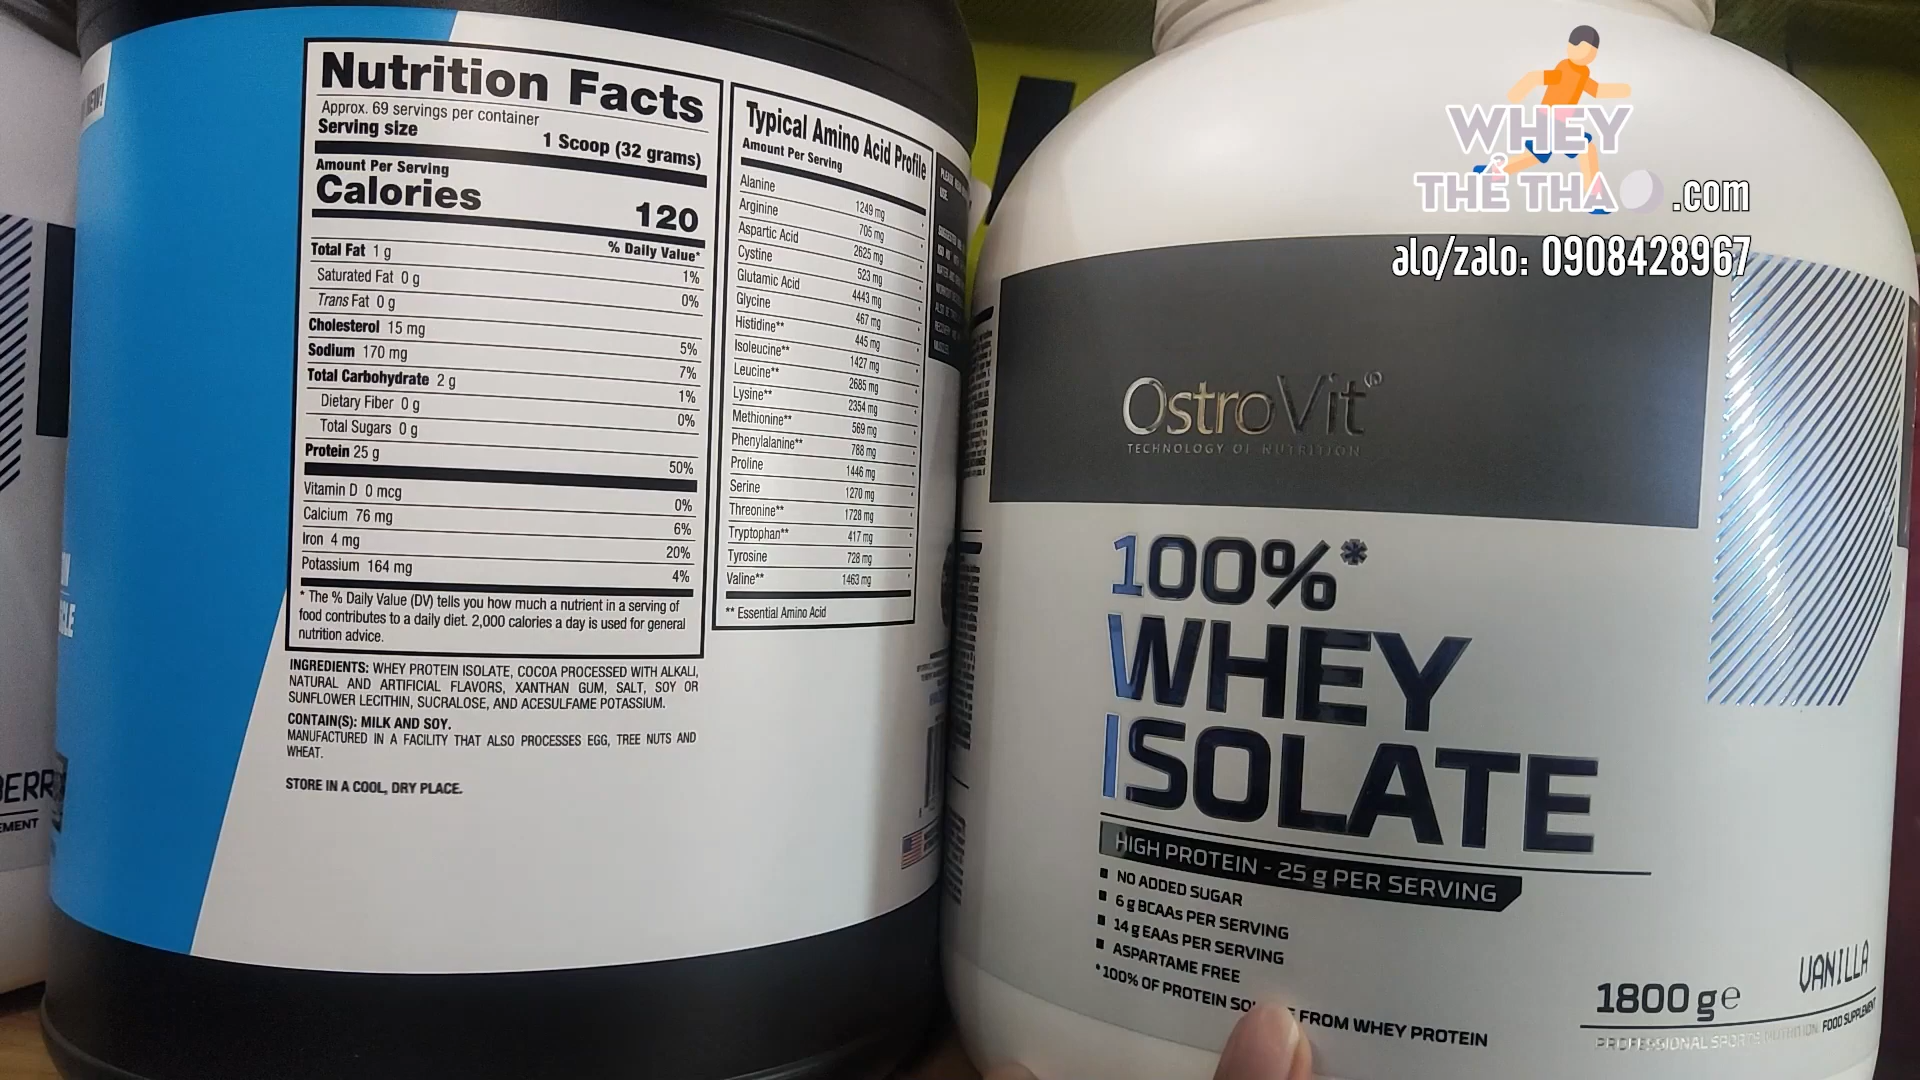 Nutrition Facts
Approx. 69 servings per container
Serving size 1 Scoop (32 grams)
Amount Per Serving
Calories 120
% Daily Value*
Total Fat 1 g 1%
Saturated Fat 0 g 0%
Trans Fat 0 g
Cholesterol 15 mg 5%
Sodium 170 mg 7%
Total Carbohydrate 2 g 1%
Dietary Fiber 0 g 0%
Total Sugars 0 g
Protein 25 g 50%
Vitamin D 0 mcg 0%
Calcium 76 mg 6%
Iron 4 mg 20%
Potassium 164 mg 4%
* The % Daily Value (DV) tells you how much a nutrient in a serving of
food contributes to a daily diet. 2,000 calories a day is used for general
nutrition advice.
INGREDIENTS: WHEY PROTEIN ISOLATE, COCOA PROCESSED WITH ALKALI,
NATURAL AND ARTIFICIAL FLAVORS, XANTHAN GUM, SALT, SOY OR
SUNFLOWER LECITHIN, SUCRALOSE, AND ACESULFAME POTASSIUM.
CONTAIN(S): MILK AND SOY.
MANUFACTURED IN A FACILITY THAT ALSO PROCESSES EGG, TREE NUTS AND
WHEAT.
STORE IN A COOL, DRY PLACE.
Typical Amino Acid Profile
Amount Per Serving
Alanine 1249 mg
Arginine 705 mg
Aspartic Acid 2625 mg
Cystine 523 mg
Glutamic Acid 4443 mg
Glycine 467 mg
Histidine** 445 mg
Isoleucine** 1427 mg
Leucine** 2685 mg
Lysine** 2354 mg
Methionine** 569 mg
Phenylalanine** 788 mg
Proline 1446 mg
Serine 1270 mg
Threonine** 1728 mg
Tryptophan** 417 mg
Tyrosine 728 mg
Valine** 1463 mg
** Essential Amino Acid
WHEY
THE THAO.com
alo/zalo: 0908428967
OstroVit®
TECHNOLOGY OF NUTRITION
100%*
WHEY
ISOLATE
HIGH PROTEIN - 25 g PER SERVING
NO ADDED SUGAR
6 g BCAAs PER SERVING
14 g EAAs PER SERVING
ASPARTAME FREE
*100% OF PROTEIN FROM WHEY PROTEIN
VANILLA
1800 g e
FOOD SUPPLEMENT
PROFESSIONAL SPORTS NUTRITION